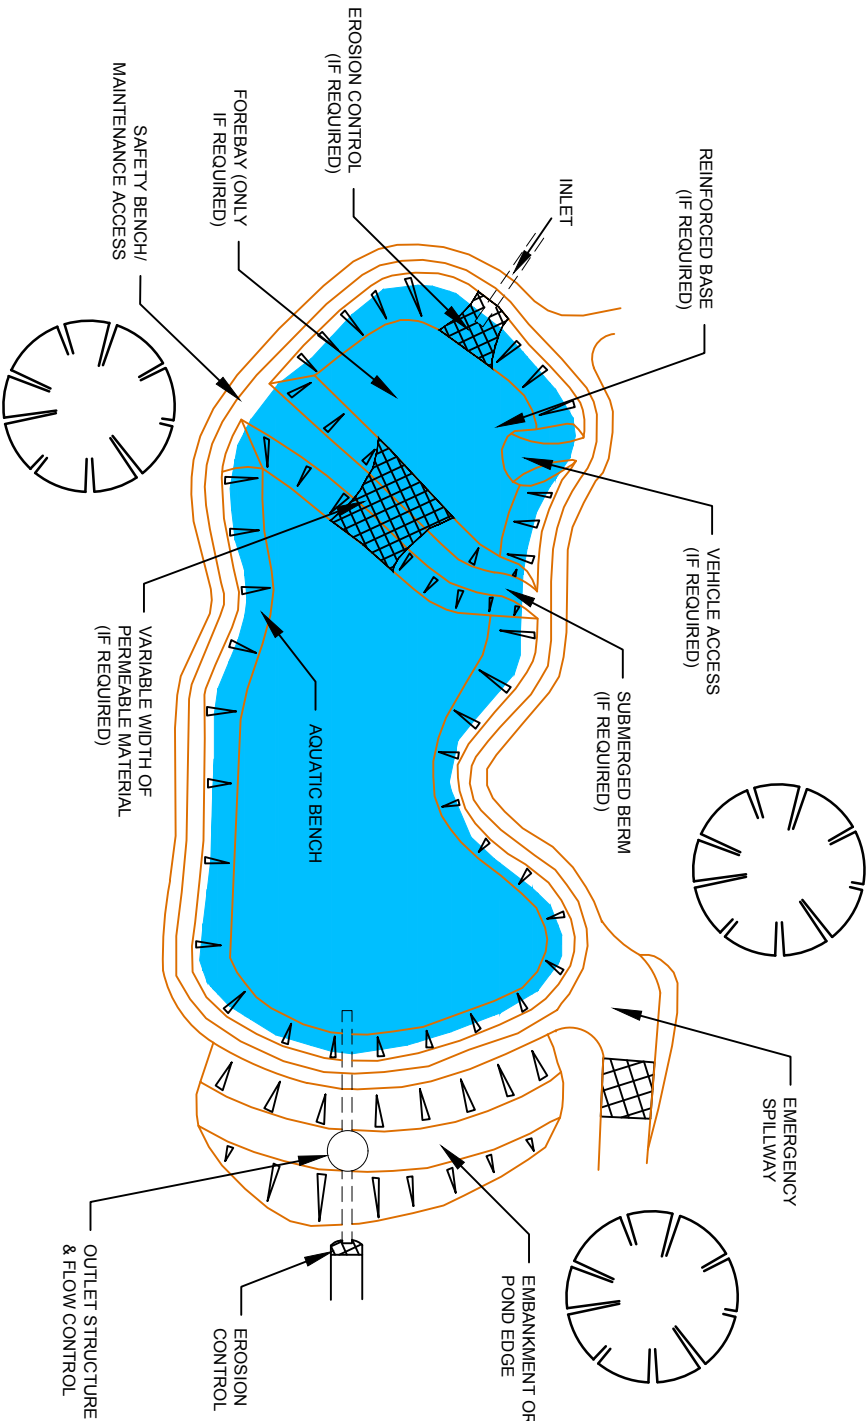 EROSION CONTROL
(IF REQUIRED)
FOREBAY (ONLY
IF REQUIRED)
SAFETY BENCH/
MAINTENANCE ACCESS
INLET
REINFORCED BASE
(IF REQUIRED)
VEHICLE ACCESS
(IF REQUIRED)
SUBMERGED BERM
(IF REQUIRED)
VARIABLE WIDTH OF
PERMEABLE MATERIAL
(IF REQUIRED)
AQUATIC BENCH
EMERGENCY
SPILLWAY
EMBANKMENT OR
POND EDGE
EROSION
CONTROL
OUTLET STRUCTURE
& FLOW CONTROL